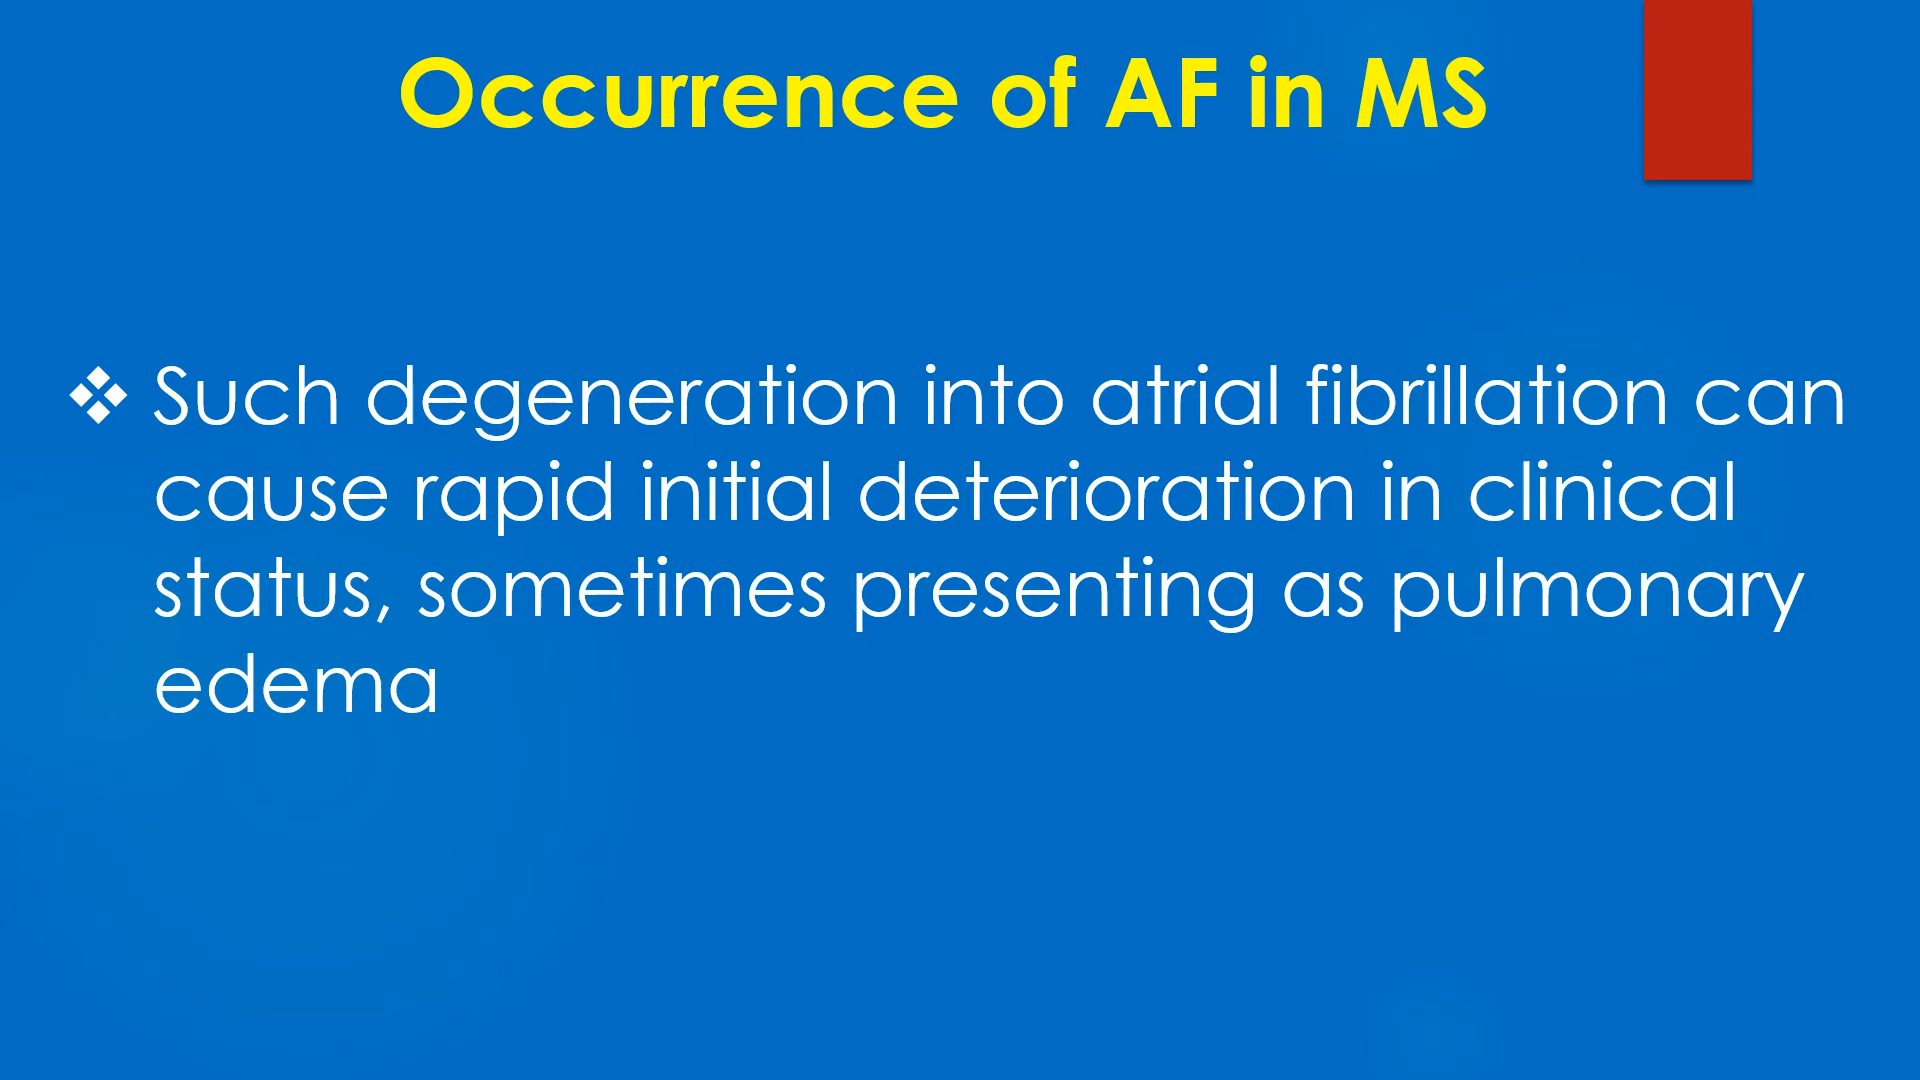 Occurrence of AF in MS
❖ Such degeneration into atrial fibrillation can
cause rapid initial deterioration in clinical
status, sometimes presenting as pulmonary
edema